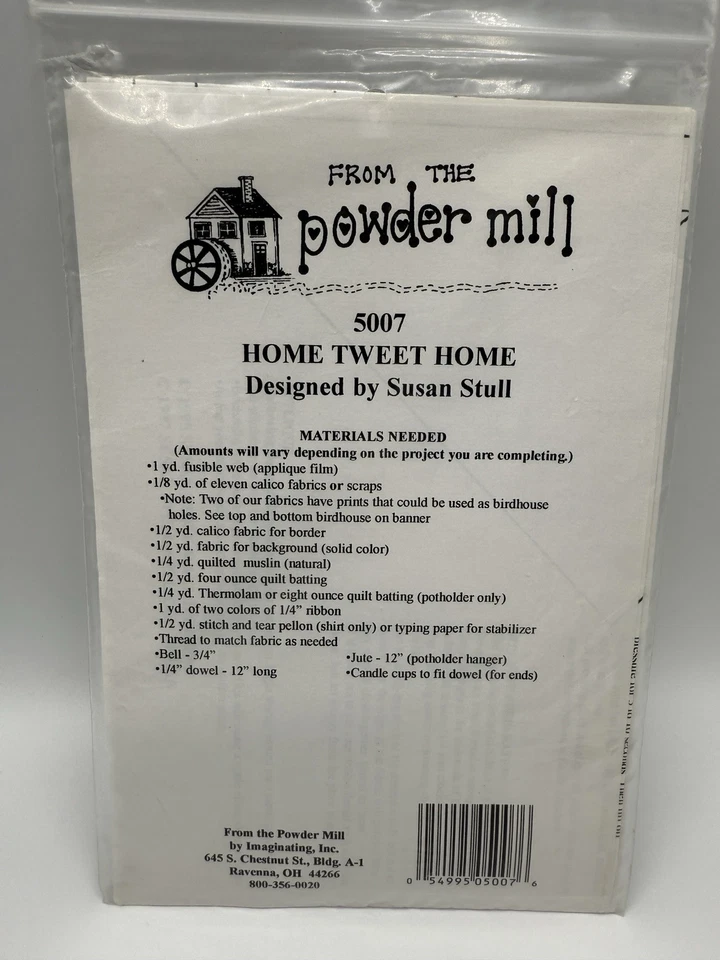 FROM THE
powder mill
5007
HOME TWEET HOME
Designed by Susan Stull
MATERIALS NEEDED
(Amounts will vary depending on the project you are completing.)
•1 yd. fusible web (applique film)
•1/8 yd. of eleven calico fabrics or scraps
•Note: Two of our fabrics have prints that could be used as birdhouse
holes. See top and bottom birdhouse on banner
•1/2 yd. calico fabric for border
•1/2 yd. fabric for background (solid color)
•1/4 yd. quilted muslin (natural)
•1/2 yd. four ounce quilt batting
•1/4 yd. Thermolam or eight ounce quilt batting (potholder only)
•1 yd. of two colors of 1/4" ribbon
•1/2 yd. stitch and tear pellon (shirt only) or typing paper for stabilizer
•Thread to match fabric as needed
•Bell - 3/4"
•Jute - 12" (potholder hanger)
•1/4" dowel - 12" long
•Candle cups to fit dowel (for ends)
From the Powder Mill
by Imaginating, Inc.
645 S. Chestnut St., Bldg. A-1
Ravenna, OH 44266
800-356-0020
0 54995 05007 6